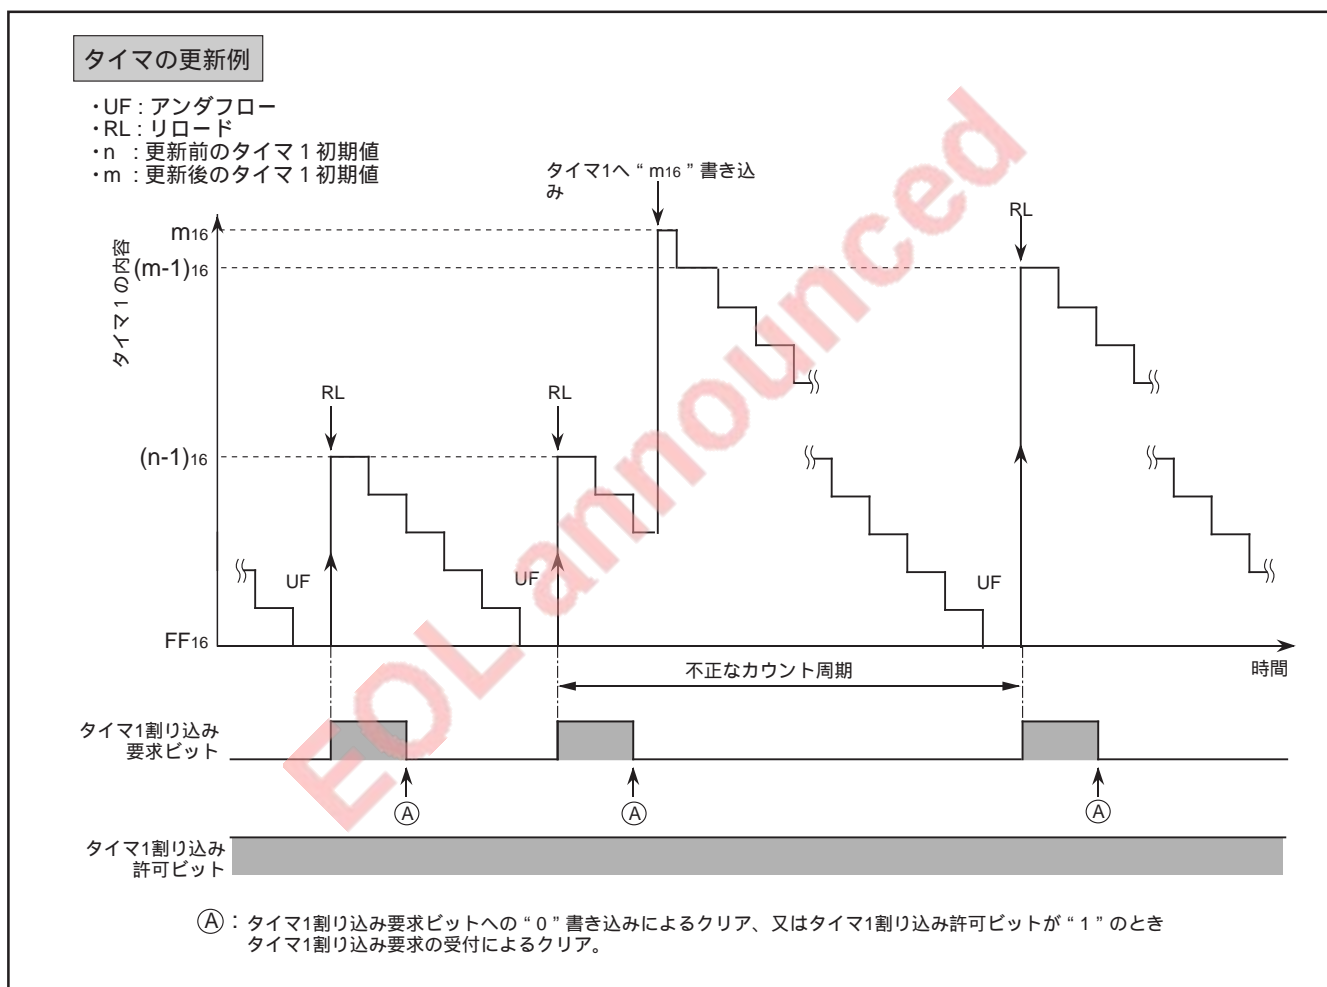 タイマの更新例
・UF：アンダフロー
・RL：リロード
・n ：更新前のタイマ１初期値
・m ：更新後のタイマ１初期値
タイマ1へ“ m16 ”書き込
み
タイマ１の内容
m16
(m-1)16
(n-1)16
FF16
RL
RL
RL
UF
UF
UF
時間
不正なカウント周期
タイマ1割り込み
要求ビット
A
A
A
タイマ1割り込み
許可ビット
A：タイマ1割り込み要求ビットへの“ 0 ”書き込みによるクリア、又はタイマ1割り込み許可ビットが“ 1 ”のとき
タイマ1割り込み要求の受付によるクリア。
EOL announced